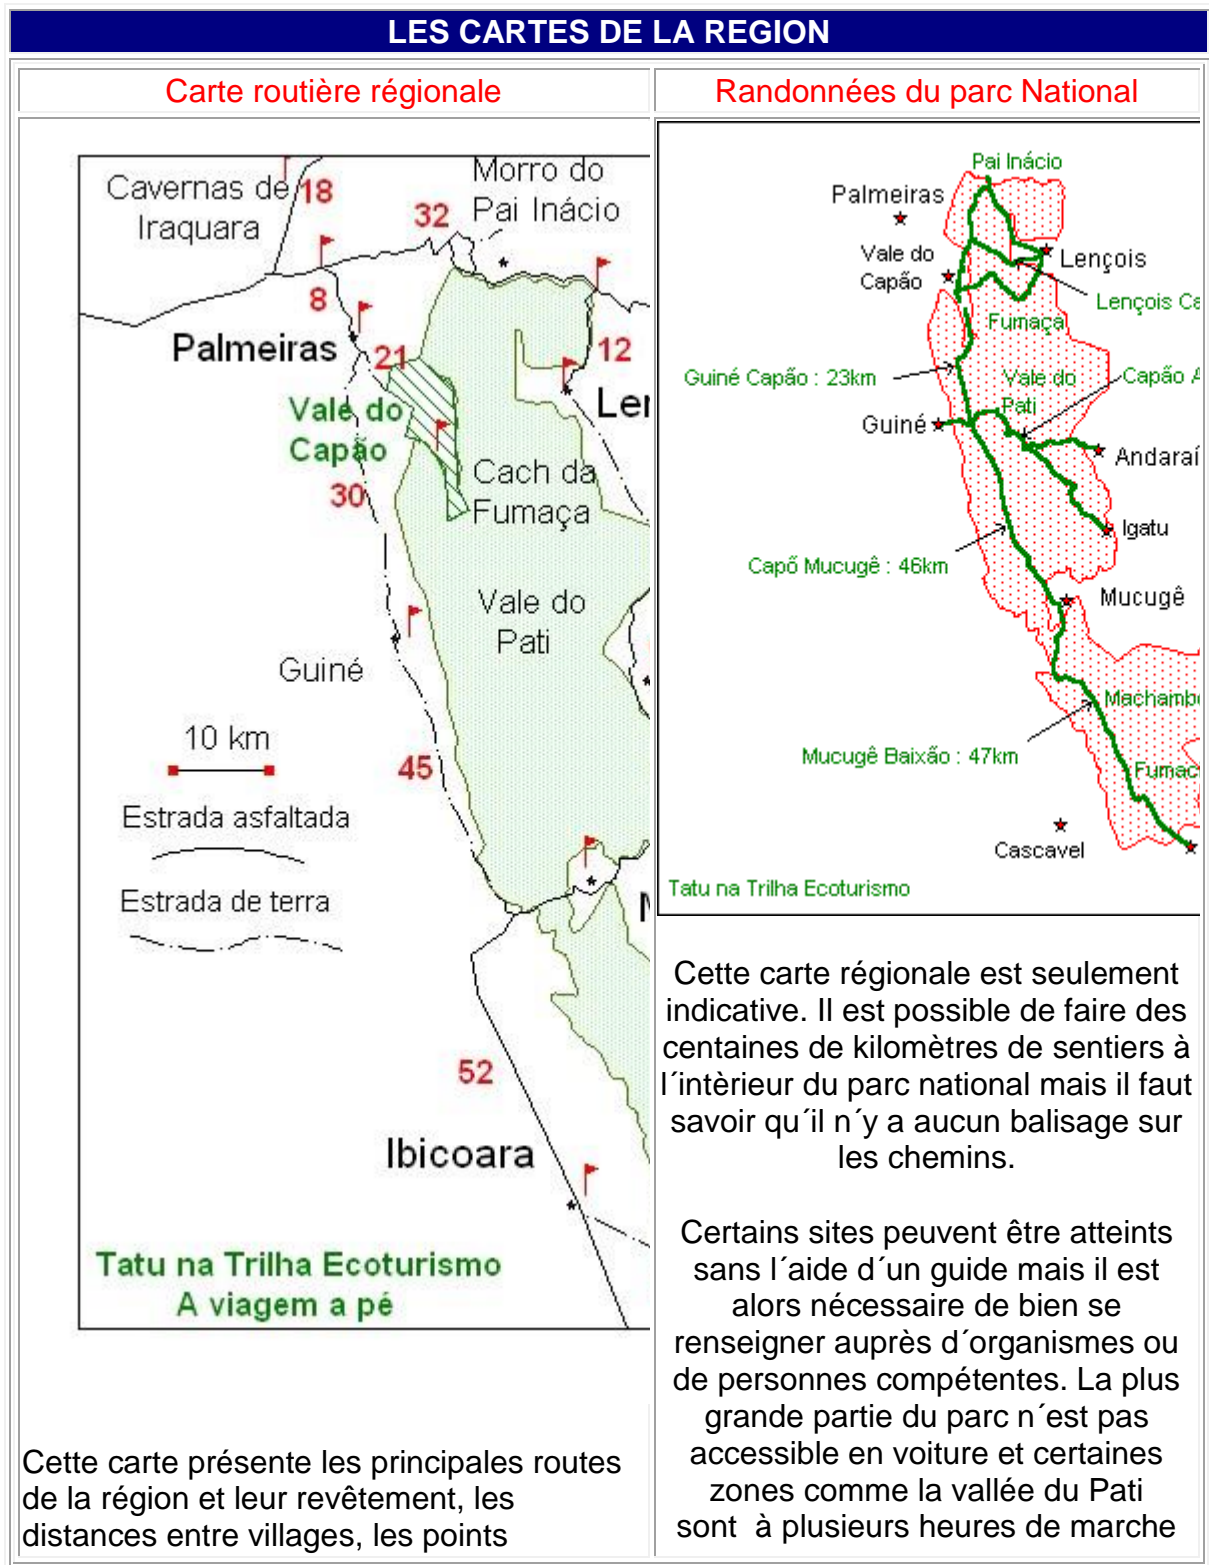 LES CARTES DE LA REGION
Carte routière régionale
Cavernas de
Iraquara
18
Morro do
Pai Inácio
32
8
Palmeiras
21
12
Vale do
Capão
30
Cach da
Fumaça
Vale do
Pati
Guiné
10 km
45
Estrada asfaltada
Estrada de terra
52
Ibicoara
Tatu na Trilha Ecoturismo
A viagem a pé
Cette carte présente les principales routes
de la région et leur revêtement, les
distances entre villages, les points
Randonnées du parc National
Pai Inácio
Palmeiras
Vale do
Capão
Lençois
Lençois
Fumaça
Guiné Capão : 23km
Vale do
Pati
Capão
Guiné
Andaraí
Igatu
Capõ Mucugê : 46km
Mucugê
Mucugê Baixão : 47km
Cascavel
Tatu na Trilha Ecoturismo
Cette carte régionale est seulement
indicative. Il est possible de faire des
centaines de kilomètres de sentiers à
l´intèrieur du parc national mais il faut
savoir qu´il n´y a aucun balisage sur
les chemins.
Certains sites peuvent être atteints
sans l´aide d´un guide mais il est
alors nécessaire de bien se
renseigner auprès d´organismes ou
de personnes compétentes. La plus
grande partie du parc n´est pas
accessible en voiture et certaines
zones comme la vallée du Pati
sont à plusieurs heures de marche